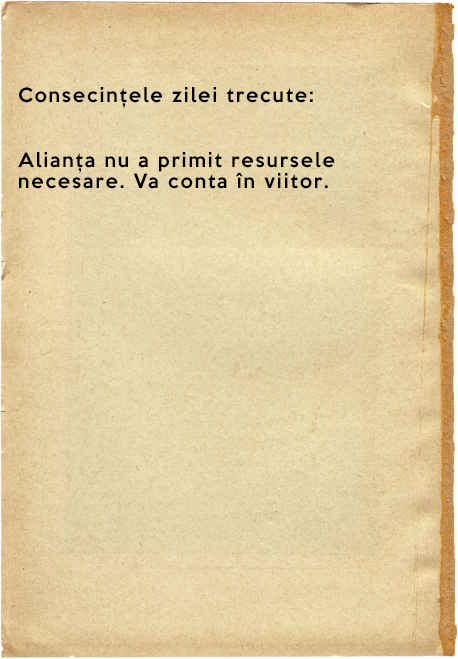 Consecințele zilei trecute:
Alianța nu a primit resursele
necesare. Va conta în viitor.